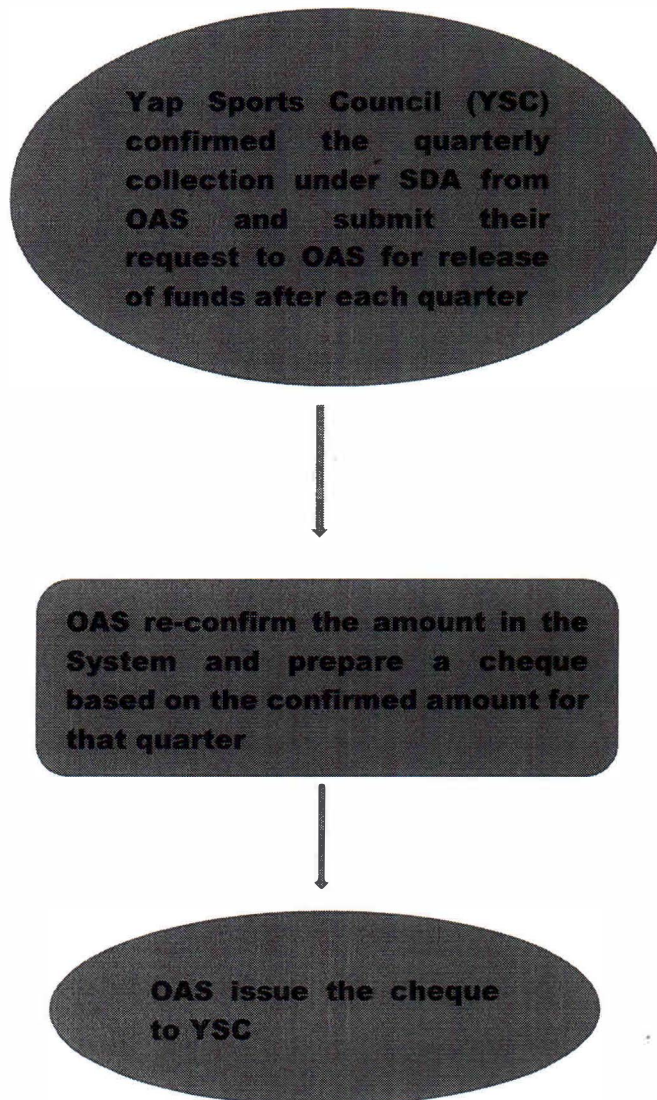 Yap Sports Council (YSC)
confirmed the quarterly
collection under SDA from
OAS and submit their
request to OAS for release
of funds after each quarter
OAS re-confirm the amount in the
System and prepare a cheque
based on the confirmed amount for
that quarter
OAS issue the cheque
to YSC